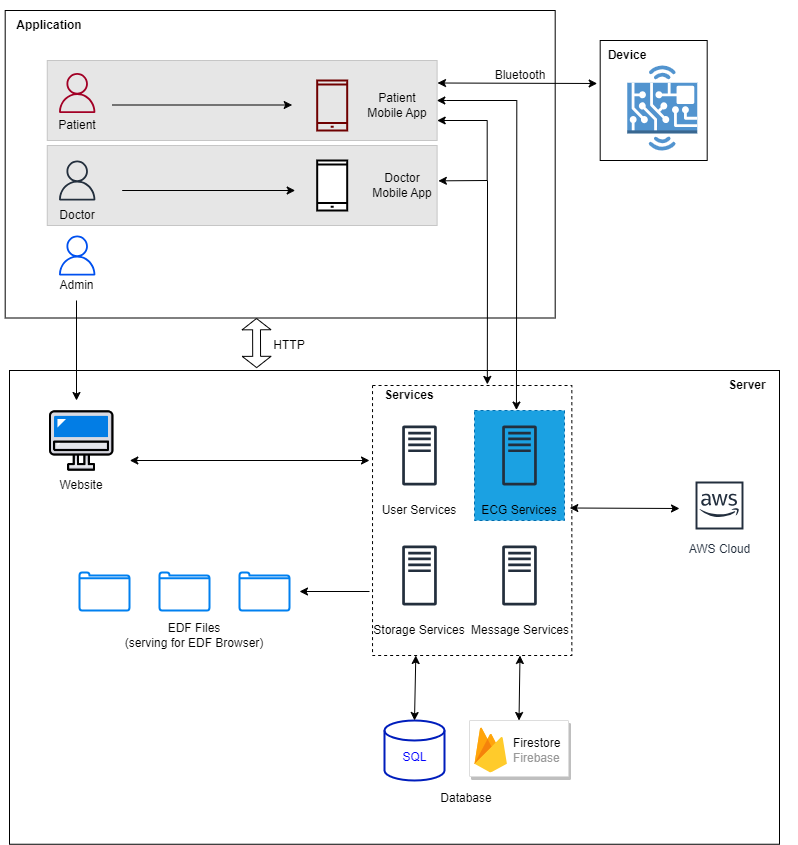 Application
Device
Bluetooth
Patient
Mobile App
Patient
Doctor
Mobile App
Doctor
Admin
HTTP
Server
Services
Website
User Services
ECG Services
aws
AWS Cloud
EDF Files
(serving for EDF Browser)
Storage Services
Message Services
SQL
Firestore
Firebase
Database